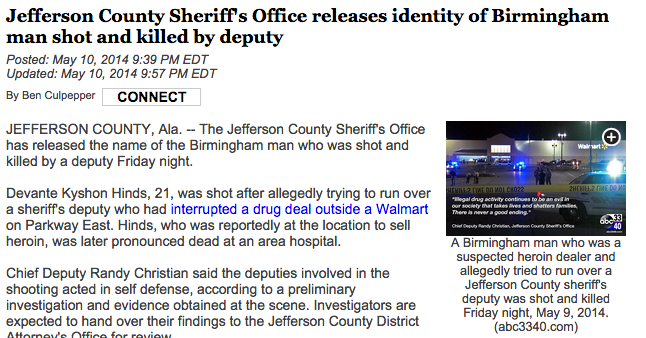 Jefferson County Sheriff's Office releases identity of Birmingham
man shot and killed by deputy
Posted: May 10, 2014 9:39 PM EDT
Updated: May 10, 2014 9:57 PM EDT
By Ben Culpepper CONNECT
JEFFERSON COUNTY, Ala. -- The Jefferson County Sheriff's Office
has released the name of the Birmingham man who was shot and
killed by a deputy Friday night.
Devante Kyshon Hinds, 21, was shot after allegedly trying to run over
a sheriff's deputy who had interrupted a drug deal outside a Walmart
on Parkway East. Hinds, who was reportedly at the location to sell
heroin, was later pronounced dead at an area hospital.
Chief Deputy Randy Christian said the deputies involved in the
shooting acted in self defense, according to a preliminary
investigation and evidence obtained at the scene. Investigators are
expected to hand over their findings to the Jefferson County District
Attorney's Office for review.
Walmart
"Illegal drug activity continues to be an evil in
our society that takes lives and shatters families.
There is never a good ending."
Chief Deputy Randy Christian, Jefferson County Sheriff's Office
abc 33
40
A Birmingham man who was a
suspected heroin dealer and
allegedly tried to run over a
Jefferson County sheriff's
deputy was shot and killed
Friday night, May 9, 2014.
(abc3340.com)